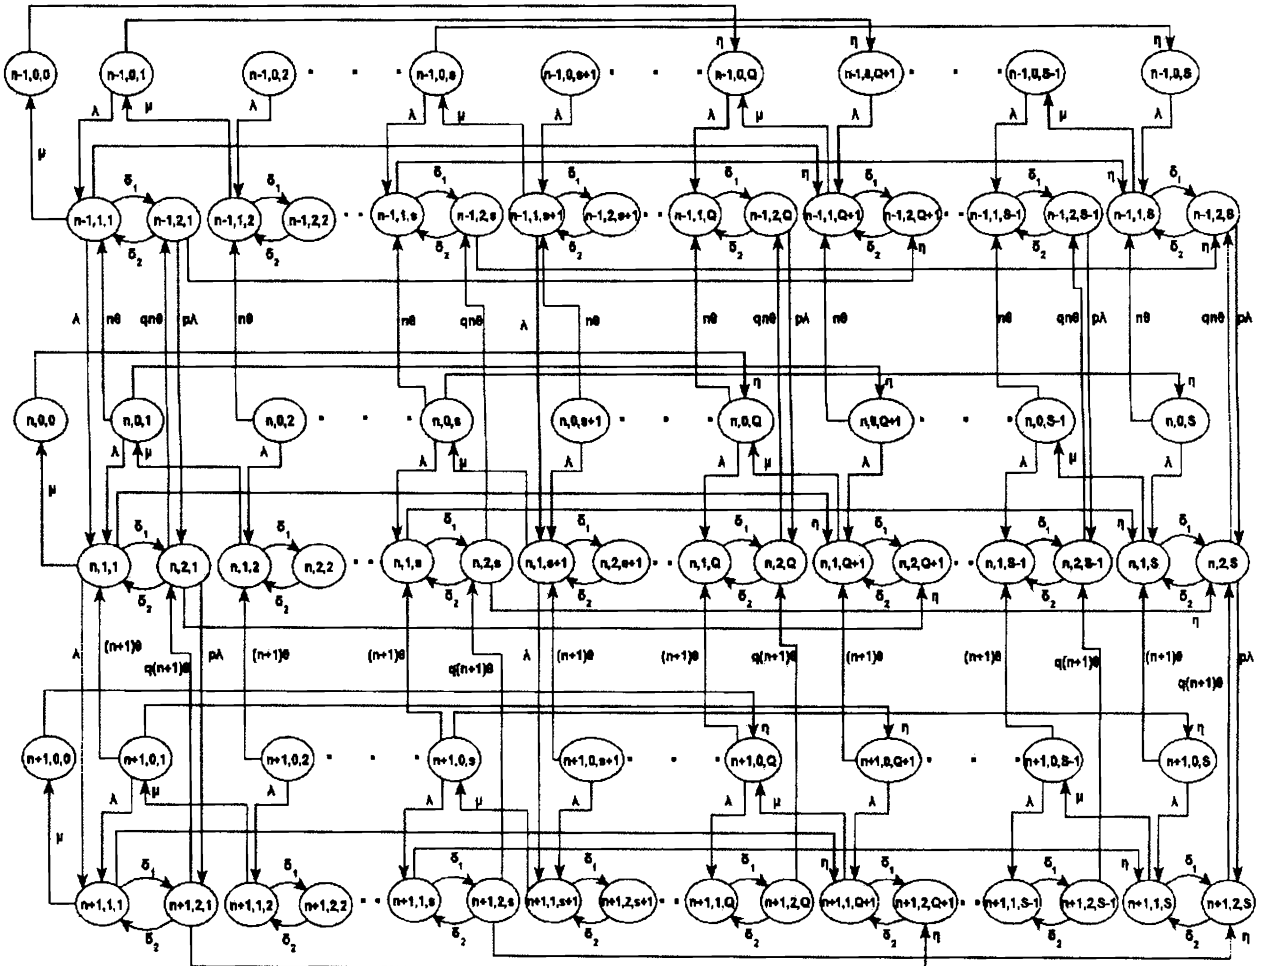 η η η
n-1,0,0 n-1,0,1 n-1,0,2 n-1,0,s n-1,0,s+1 n-1,0,Q n-1,0,Q+1 n-1,0,S-1 n-1,0,S
λ μ λ λ μ λ λ μ λ λ μ λ
μ
δ1 δ1 δ1 δ1 δ1 η δ1 δ1 η δ1
n-1,1,1 n-1,2,1 n-1,1,2 n-1,2,2 n-1,1,s n-1,2,s n-1,1,s+1 n-1,2,s+1 n-1,1,Q n-1,2,Q n-1,1,Q+1 n-1,2,Q+1 n-1,1,S-1 n-1,2,S-1 n-1,1,S n-1,2,S
δ2 δ2 δ2 δ2 δ2 δ2 η δ2 δ2 η
λ nθ qnθ pλ nθ nθ qnθ λ nθ nθ qnθ pλ nθ nθ qnθ pλ nθ qnθ pλ
η η η
n,0,0 n,0,1 n,0,2 n,0,s n,0,s+1 n,0,Q n,0,Q+1 n,0,S-1 n,0,S
λ μ λ λ μ λ λ μ λ λ μ λ
μ
δ1 δ1 δ1 δ1 δ1 η δ1 δ1 η δ1
n,1,1 n,2,1 n,1,2 n,2,2 n,1,s n,2,s n,1,s+1 n,2,s+1 n,1,Q n,2,Q n,1,Q+1 n,2,Q+1 n,1,S-1 n,2,S-1 n,1,S n,2,S
δ2 δ2 δ2 δ2 δ2 δ2 η δ2 δ2 η
λ (n+1)θ q(n+1)θ pλ (n+1)θ (n+1)θ q(n+1)θ λ (n+1)θ (n+1)θ q(n+1)θ (n+1)θ (n+1)θ q(n+1)θ (n+1)θ q(n+1)θ pλ
η η η
n+1,0,0 n+1,0,1 n+1,0,2 n+1,0,s n+1,0,s+1 n+1,0,Q n+1,0,Q+1 n+1,0,S-1 n+1,0,S
λ μ λ λ μ λ λ μ λ λ μ λ
μ
δ1 δ1 δ1 δ1 δ1 η δ1 δ1 η δ1
n+1,1,1 n+1,2,1 n+1,1,2 n+1,2,2 n+1,1,s n+1,2,s n+1,1,s+1 n+1,2,s+1 n+1,1,Q n+1,2,Q n+1,1,Q+1 n+1,2,Q+1 n+1,1,S-1 n+1,2,S-1 n+1,1,S n+1,2,S
δ2 δ2 δ2 δ2 δ2 δ2 η δ2 δ2 η